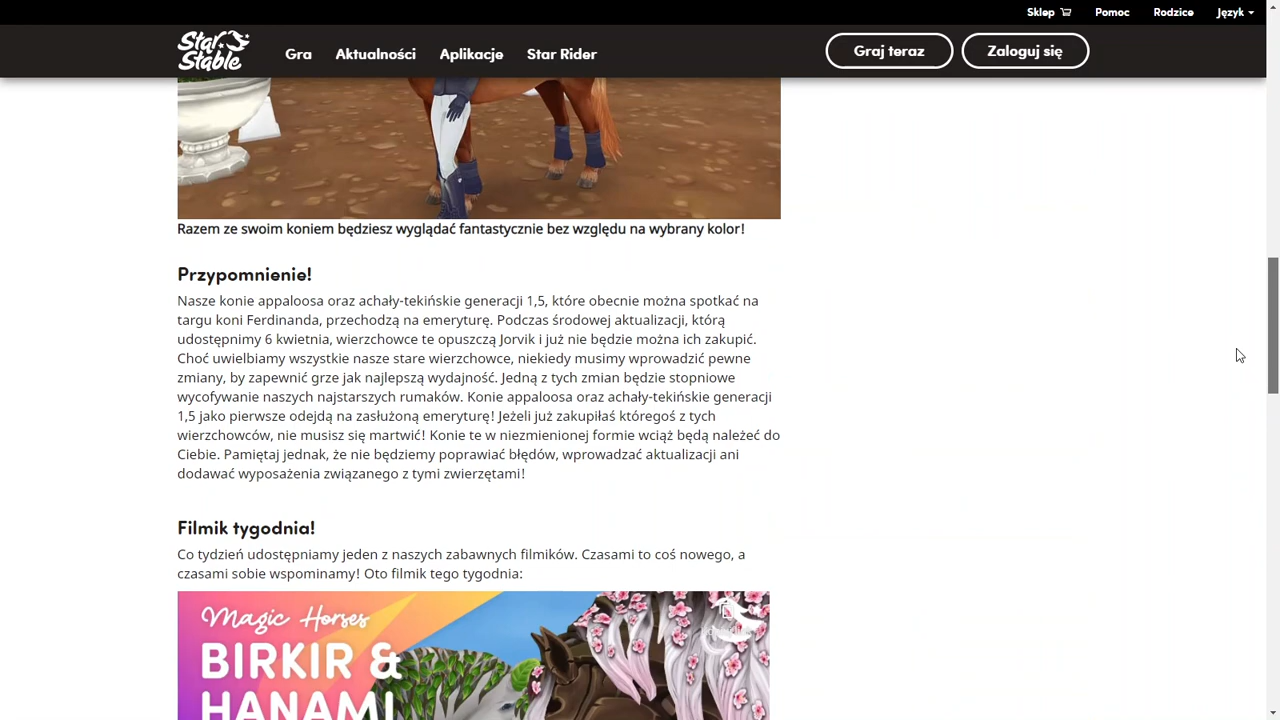 Sklep
Pomoc
Rodzice
Język
Star Stable
Gra
Aktualności
Aplikacje
Star Rider
Graj teraz
Zaloguj się
Razem ze swoim koniem będziesz wyglądać fantastycznie bez względu na wybrany kolor!
Przypomnienie!
Nasze konie appaloosa oraz achały-tekińskie generacji 1,5, które obecnie można spotkać na
targu koni Ferdinanda, przechodzą na emeryturę. Podczas środowej aktualizacji, którą
udostępnimy 6 kwietnia, wierzchowce te opuszczą Jorvik i już nie będzie można ich zakupić.
Choć uwielbiamy wszystkie nasze stare wierzchowce, niekiedy musimy wprowadzić pewne
zmiany, by zapewnić grze jak najlepszą wydajność. Jedną z tych zmian będzie stopniowe
wycofywanie naszych najstarszych rumaków. Konie appaloosa oraz achały-tekińskie generacji
1,5 jako pierwsze odejdą na zasłużoną emeryturę! Jeżeli już zakupiłaś któregoś z tych
wierzchowców, nie musisz się martwić! Konie te w niezmienionej formie wciąż będą należeć do
Ciebie. Pamiętaj jednak, że nie będziemy poprawiać błędów, wprowadzać aktualizacji ani
dodawać wyposażenia związanego z tymi zwierzętami!
Filmik tygodnia!
Co tydzień udostępniamy jeden z naszych zabawnych filmików. Czasami to coś nowego, a
czasami sobie wspominamy! Oto filmik tego tygodnia:
Magic Horses
BIRKIR &
HANAMI